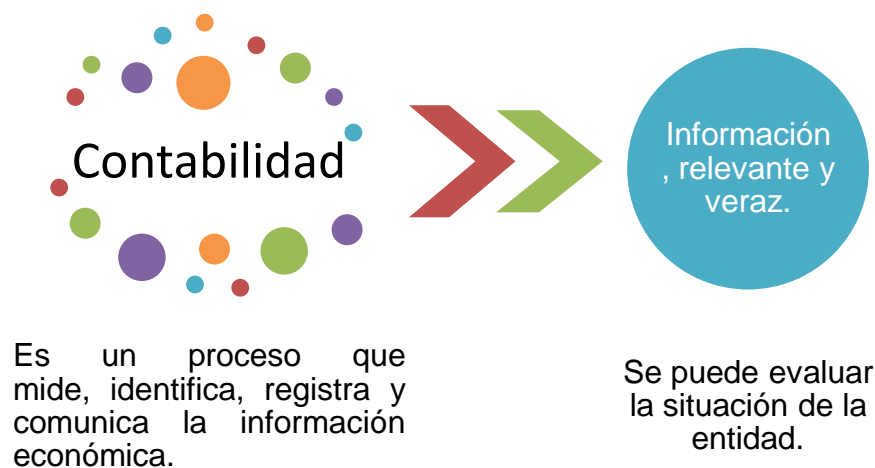 Contabilidad
Información
, relevante y
veraz.
Es un proceso que
mide, identifica, registra y
comunica la información
económica.
Se puede evaluar
la situación de la
entidad.